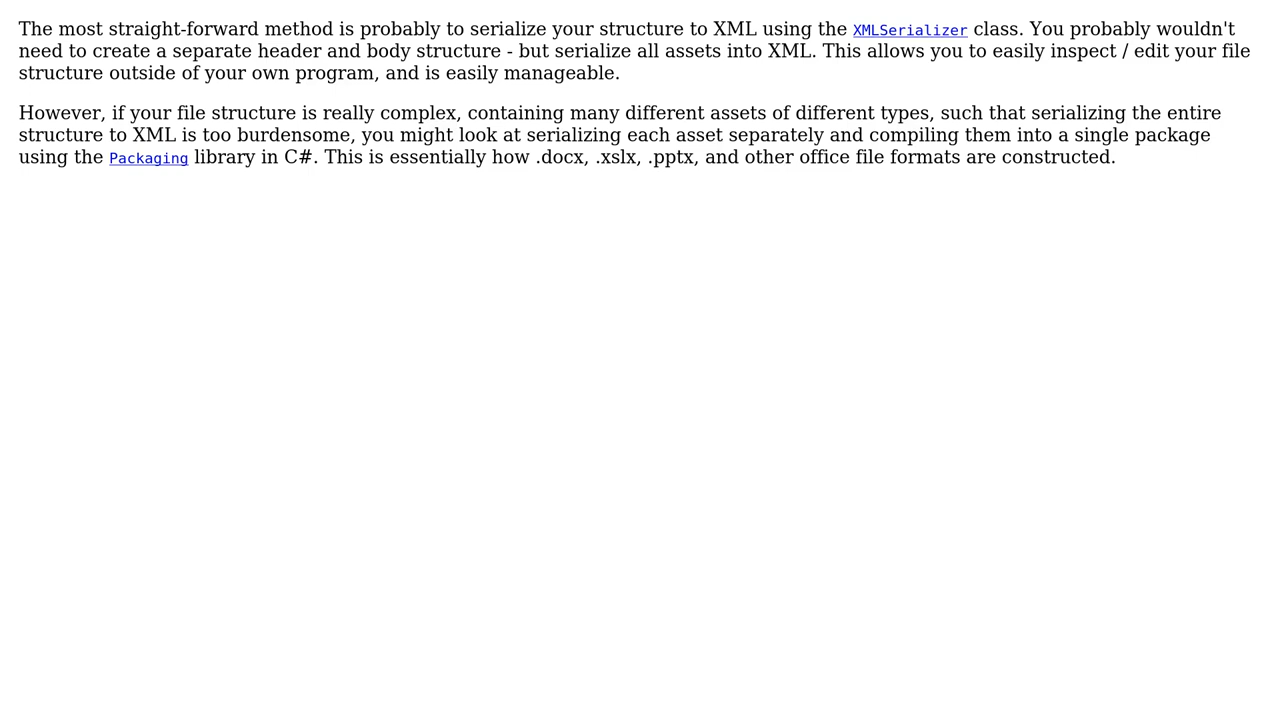 The most straight-forward method is probably to serialize your structure to XML using the XMLSerializer class. You probably wouldn't
need to create a separate header and body structure - but serialize all assets into XML. This allows you to easily inspect / edit your file
structure outside of your own program, and is easily manageable.
However, if your file structure is really complex, containing many different assets of different types, such that serializing the entire
structure to XML is too burdensome, you might look at serializing each asset separately and compiling them into a single package
using the Packaging library in C#. This is essentially how .docx, .xslx, .pptx, and other office file formats are constructed.